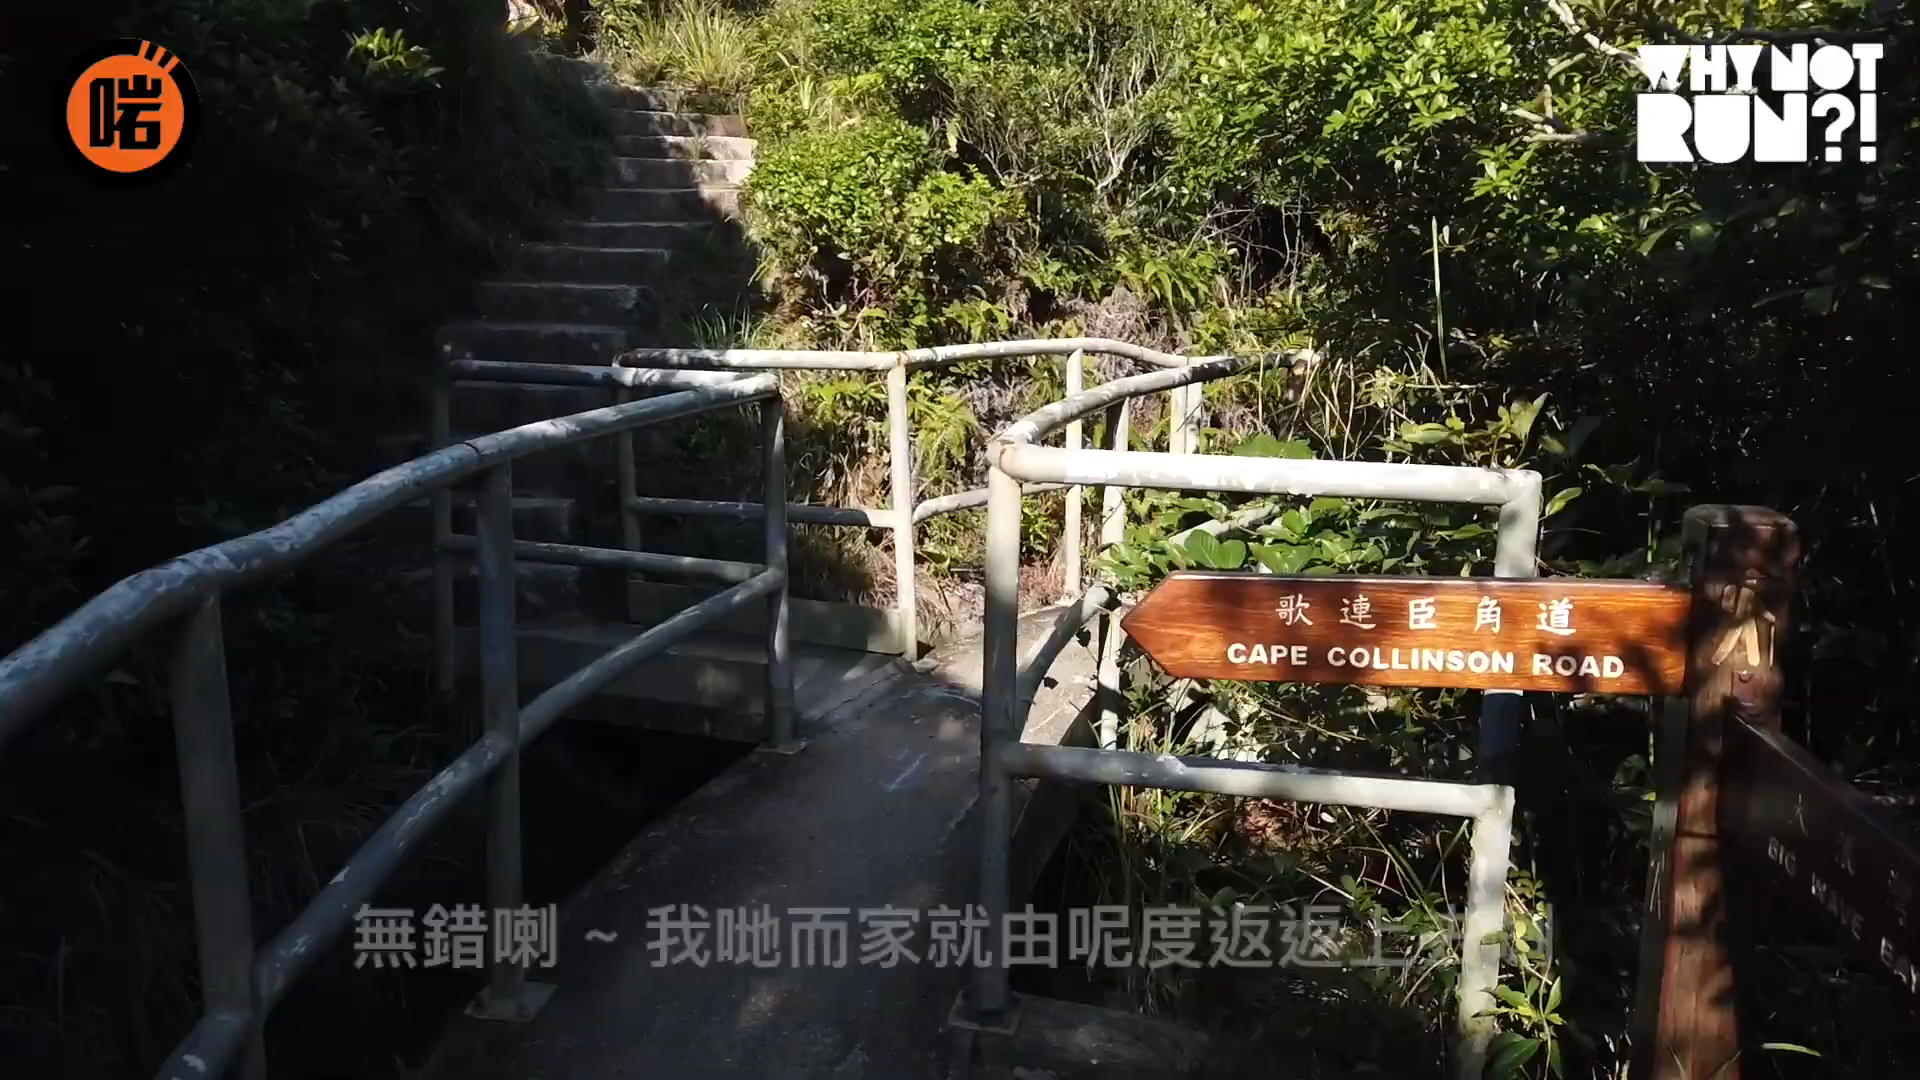 啱
WHY NOT
RUN?!
歌連臣角道
CAPE COLLINSON ROAD
BIG WAVE BAY
無錯喇 ~ 我哋而家就由呢度返返上